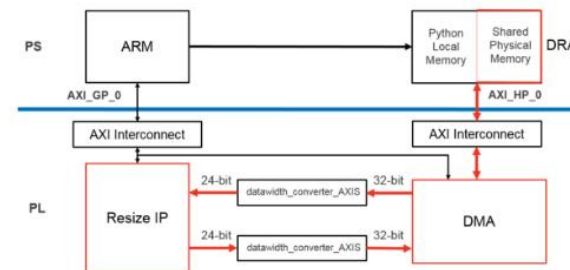 PS
ARM
Python
Local
Memory
Shared
Physical
Memory
DRA
AXI_GP_0
AXI_HP_0
AXI Interconnect
AXI Interconnect
PL
Resize IP
24-bit
datawidth_converter_AXIS
32-bit
24-bit
datawidth_converter_AXIS
32-bit
DMA